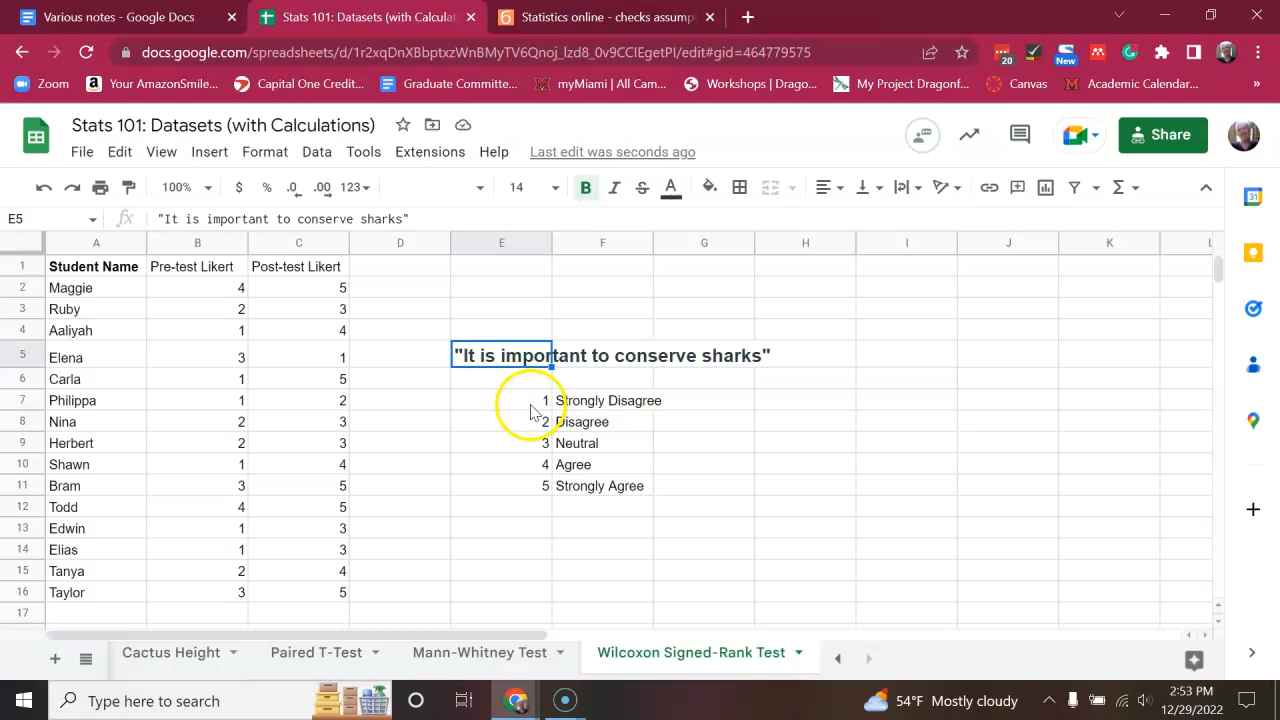 Various notes - Google Docs
Stats 101: Datasets (with Calculat
Statistics online - checks assump
docs.google.com/spreadsheets/d/1r2xqDnXBbptxzWnBMyTV6Qnoj_lzd8_0v9CClEgetPI/edit#gid=464779575
20
New
Zoom
Your AmazonSmile...
Capital One Credit...
Graduate Committe...
myMiami | All Cam...
Workshops | Drago...
My Project Dragonf...
Canvas
Academic Calendar...
»
Stats 101: Datasets (with Calculations)
File Edit View Insert Format Data Tools Extensions Help Last edit was seconds ago
Share
100% $ % .0 .00 123 14 B I S A
E5 fx "It is important to conserve sharks"
A B C D E F G H I J K L
1 Student Name Pre-test Likert Post-test Likert
2 Maggie 4 5
3 Ruby 2 3
4 Aaliyah 1 4
5 Elena 3 1 "It is important to conserve sharks"
6 Carla 1 5
7 Philippa 1 2 1 Strongly Disagree
8 Nina 2 3 2 Disagree
9 Herbert 2 3 3 Neutral
10 Shawn 1 4 4 Agree
11 Bram 3 5 5 Strongly Agree
12 Todd 4 5
13 Edwin 1 3
14 Elias 1 3
15 Tanya 2 4
16 Taylor 3 5
17
Cactus Height Paired T-Test Mann-Whitney Test Wilcoxon Signed-Rank Test
Type here to search
54°F Mostly cloudy
2:53 PM
12/29/2022
31